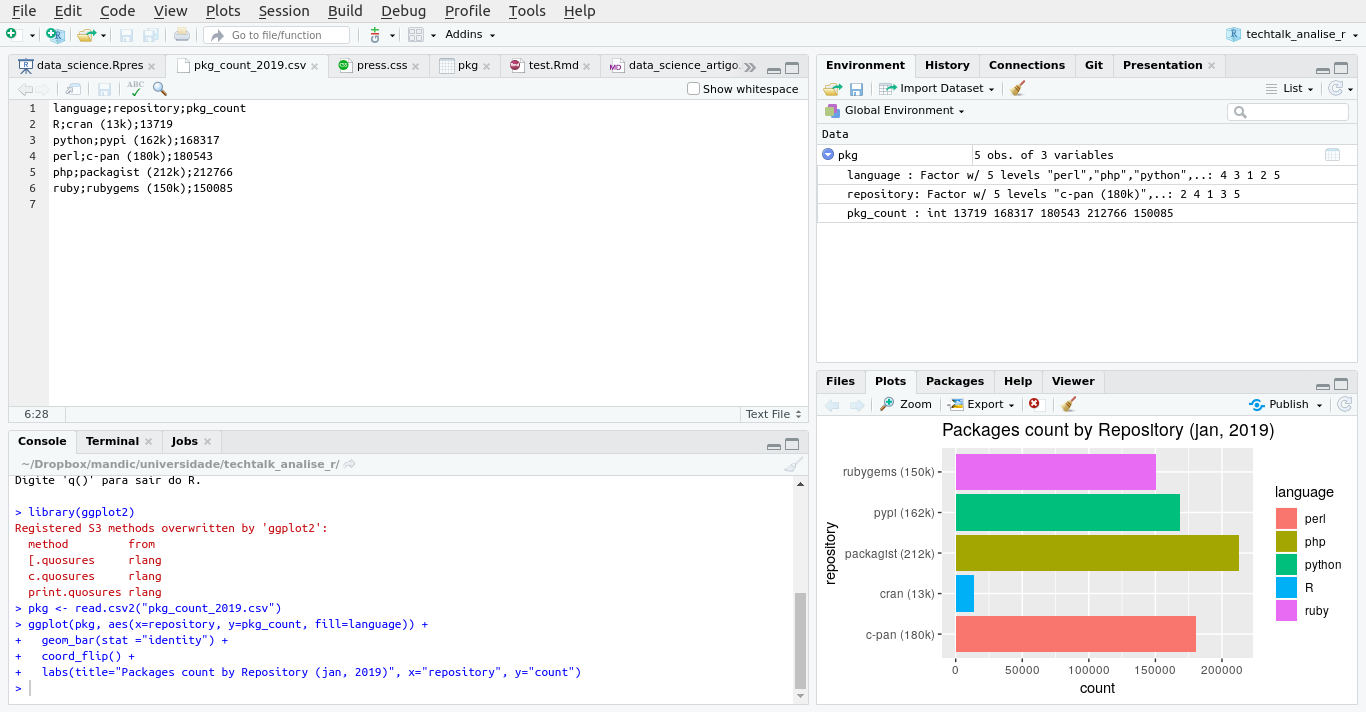 File Edit Code View Plots Session Build Debug Profile Tools Help
Go to file/function Addins techtalk_analise_r
data_science.Rpres pkg_count_2019.csv press.css pkg test.Rmd data_science_artigo
ABC Show whitespace
1 language;repository;pkg_count
2 R;cran (13k);13719
3 python;pypi (162k);168317
4 perl;c-pan (180k);180543
5 php;packagist (212k);212766
6 ruby;rubygems (150k);150085
7
6:28 Text File
Console Terminal Jobs
~/Dropbox/mandic/universidade/techtalk_analise_r/
Digite 'q()' para sair do R.
> library(ggplot2)
Registered S3 methods overwritten by 'ggplot2':
method from
[.quosures rlang
c.quosures rlang
print.quosures rlang
> pkg <- read.csv2("pkg_count_2019.csv")
> ggplot(pkg, aes(x=repository, y=pkg_count, fill=language)) +
+ geom_bar(stat ="identity") +
+ coord_flip() +
+ labs(title="Packages count by Repository (jan, 2019)", x="repository", y="count")
>
Environment History Connections Git Presentation
Import Dataset List
Global Environment
Data
pkg 5 obs. of 3 variables
language : Factor w/ 5 levels "perl","php","python",..: 4 3 1 2 5
repository: Factor w/ 5 levels "c-pan (180k)",..: 2 4 1 3 5
pkg_count : int 13719 168317 180543 212766 150085
Files Plots Packages Help Viewer
Zoom Export Publish
Packages count by Repository (jan, 2019)
repository
rubygems (150k)
pypi (162k)
packagist (212k)
cran (13k)
c-pan (180k)
0 50000 100000 150000 200000
count
language
perl
php
python
R
ruby